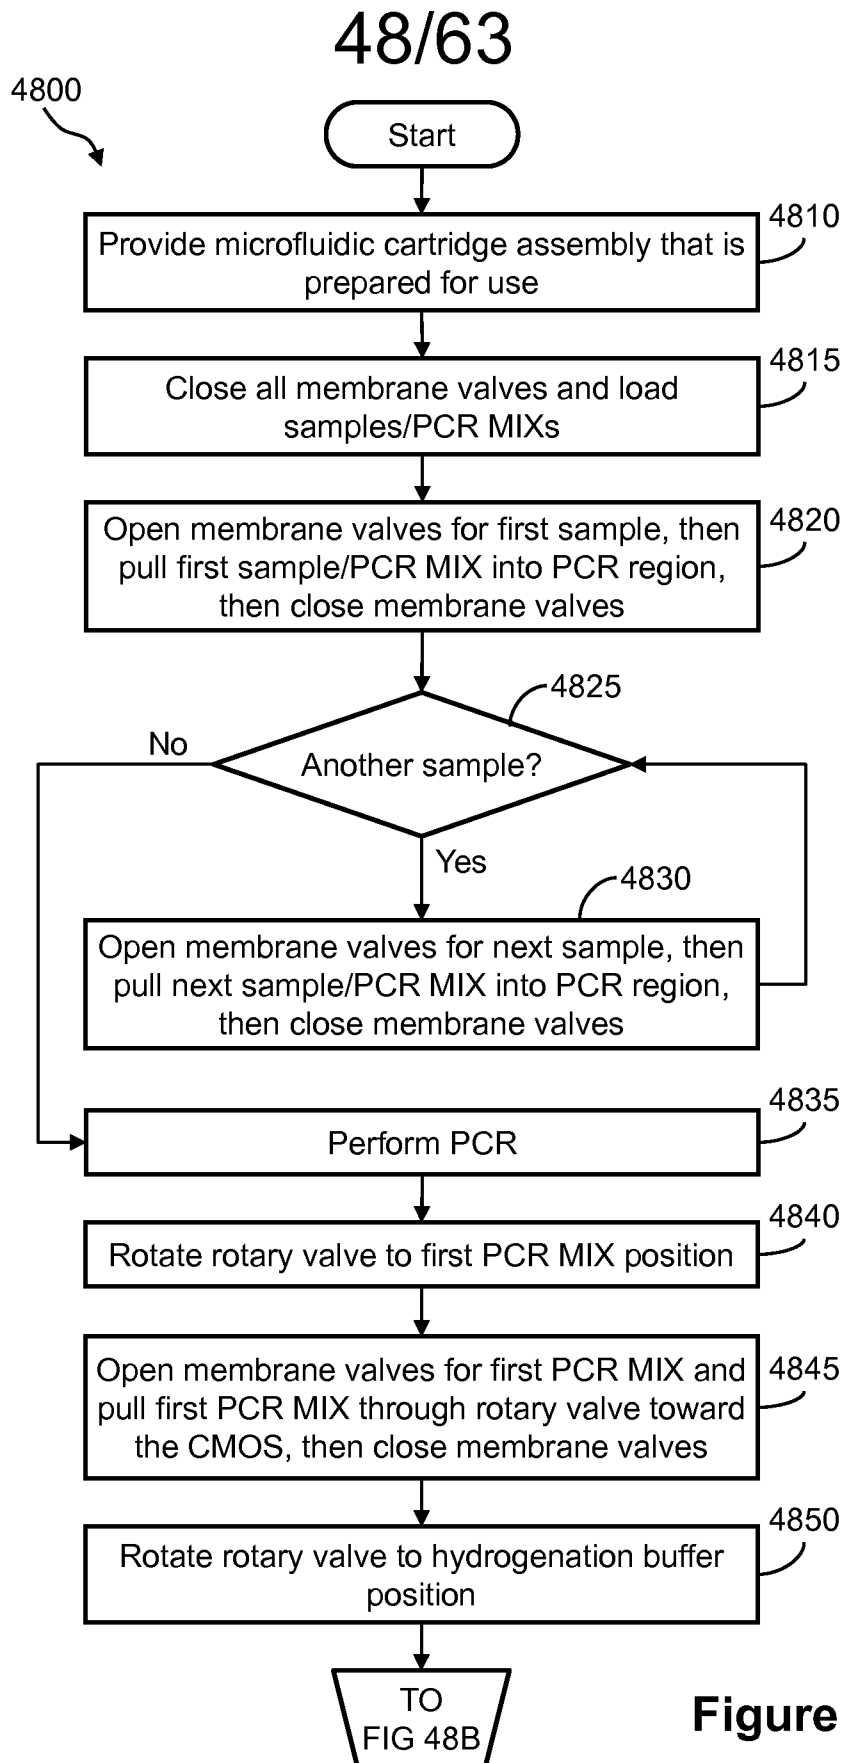 48/63
4800
Start
4810
Provide microfluidic cartridge assembly that is
prepared for use
4815
Close all membrane valves and load
samples/PCR MIXs
4820
Open membrane valves for first sample, then
pull first sample/PCR MIX into PCR region,
then close membrane valves
4825
No
Another sample?
Yes
4830
Open membrane valves for next sample, then
pull next sample/PCR MIX into PCR region,
then close membrane valves
4835
Perform PCR
4840
Rotate rotary valve to first PCR MIX position
4845
Open membrane valves for first PCR MIX and
pull first PCR MIX through rotary valve toward
the CMOS, then close membrane valves
4850
Rotate rotary valve to hydrogenation buffer
position
TO
FIG 48B
Figure